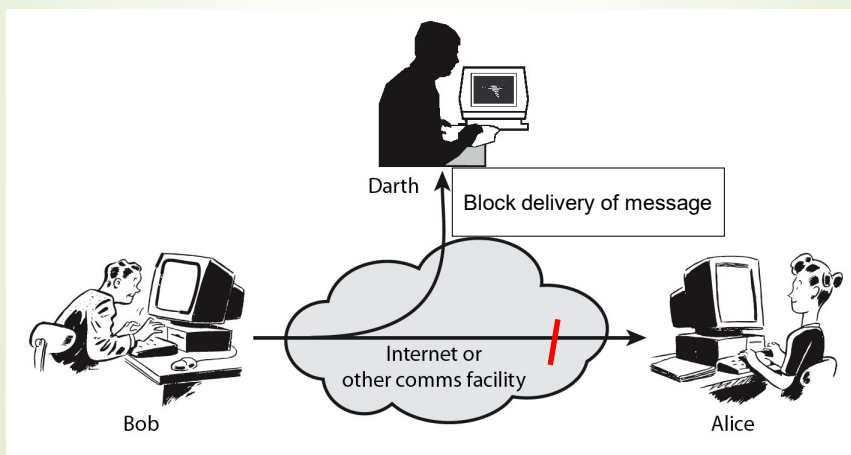 Darth
Block delivery of message
Internet or
other comms facility
Bob
Alice